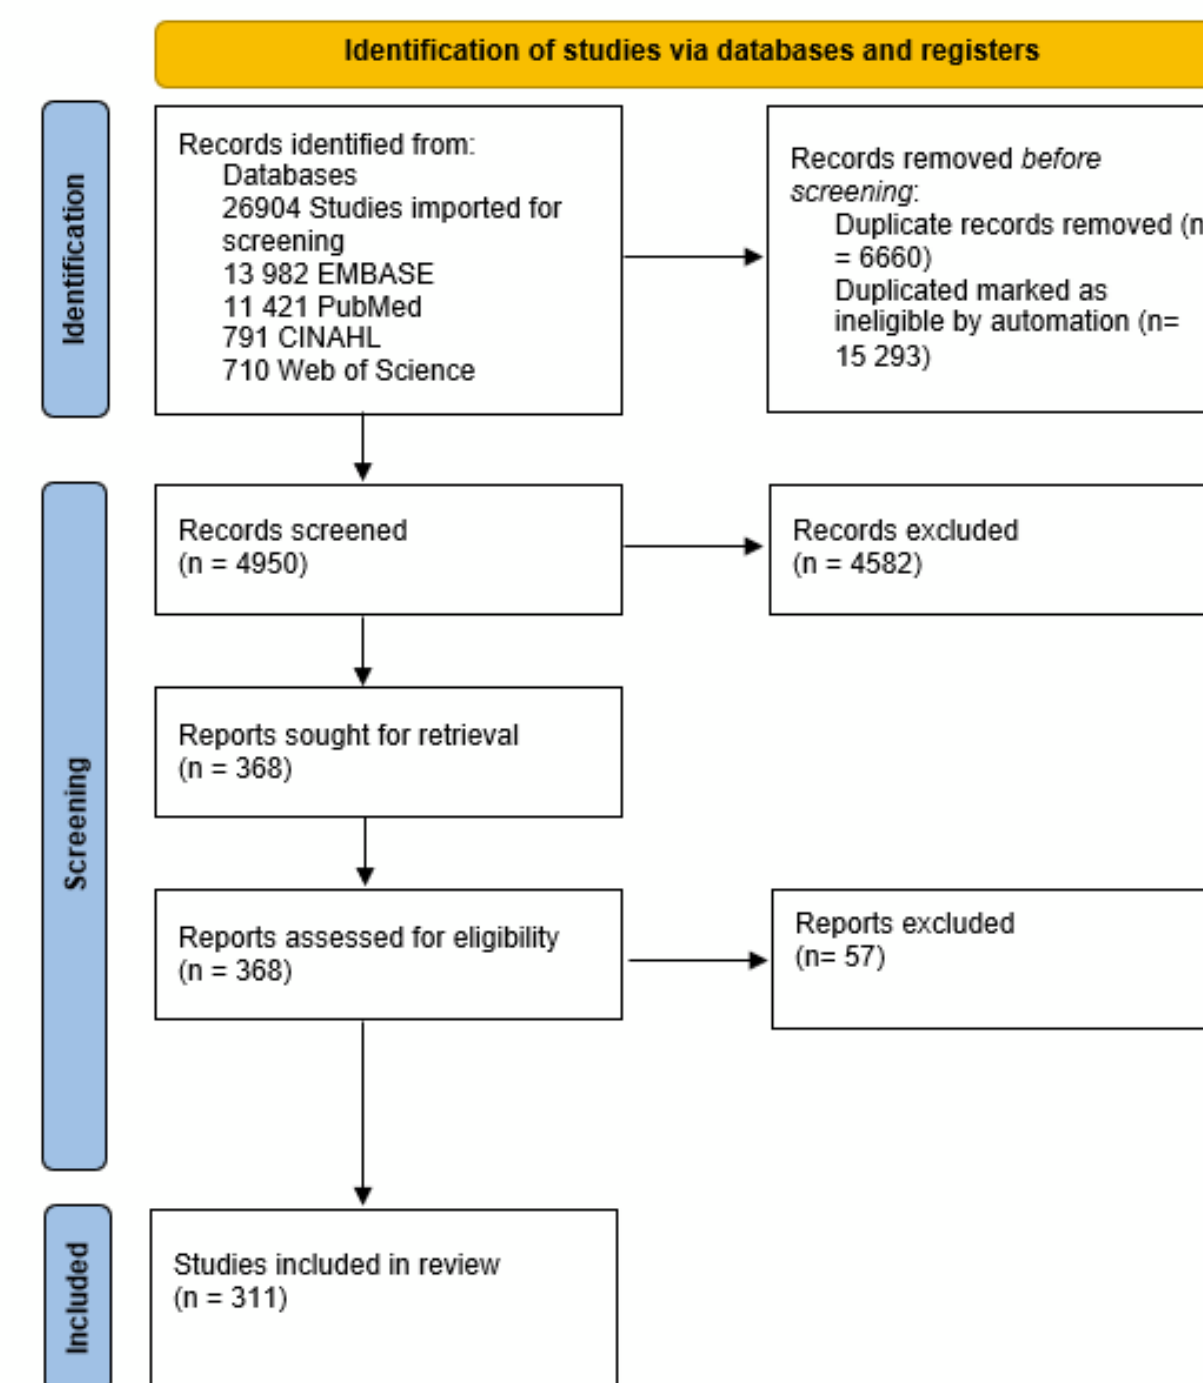 Identification of studies via databases and registers
Identification
Records identified from:
Databases
26904 Studies imported for
screening
13 982 EMBASE
11 421 PubMed
791 CINAHL
710 Web of Science
Records removed before
screening:
Duplicate records removed (n
= 6660)
Duplicated marked as
ineligible by automation (n=
15 293)
Screening
Records screened
(n = 4950)
Records excluded
(n = 4582)
Reports sought for retrieval
(n = 368)
Reports assessed for eligibility
(n = 368)
Reports excluded
(n= 57)
Included
Studies included in review
(n = 311)